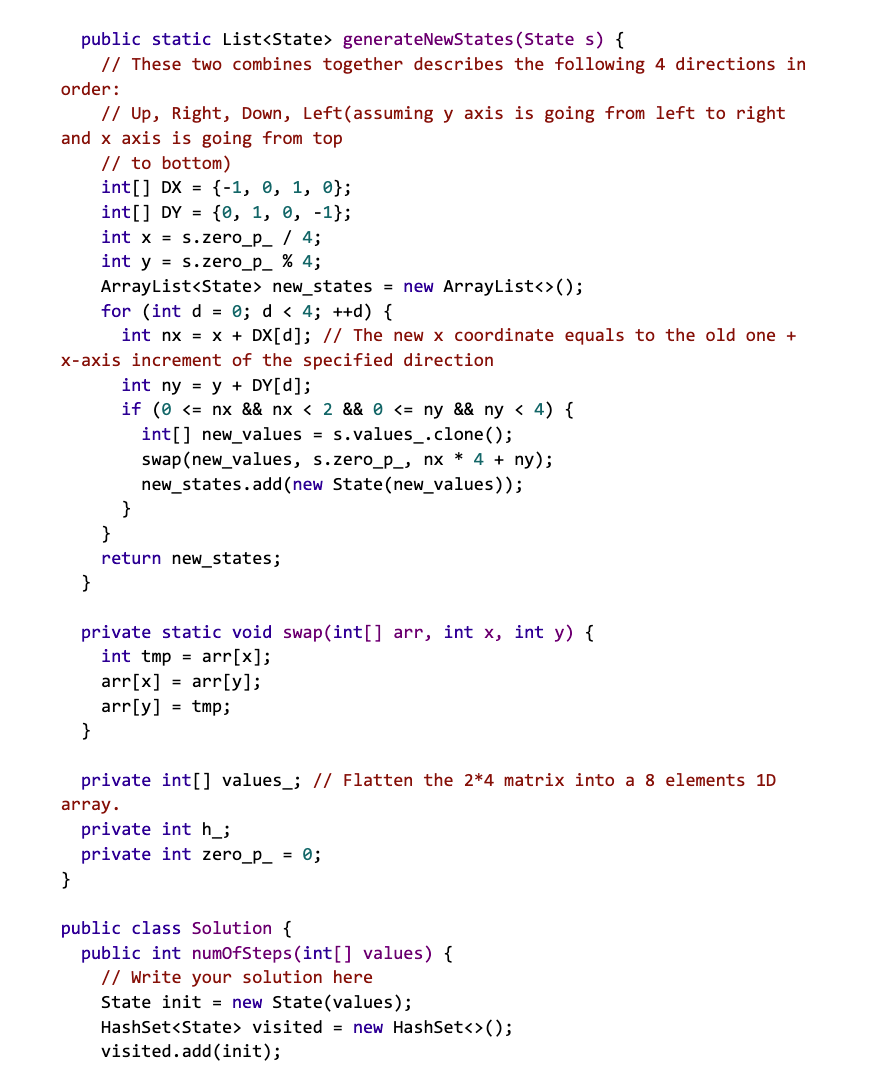 public static List<State> generateNewStates(State s) {
// These two combines together describes the following 4 directions in
order:
// Up, Right, Down, Left(assuming y axis is going from left to right
and x axis is going from top
// to bottom)
int[] DX = {-1, 0, 1, 0};
int[] DY = {0, 1, 0, -1};
int x = s.zero_p_ / 4;
int y = s.zero_p_ % 4;
ArrayList<State> new_states = new ArrayList<>();
for (int d = 0; d < 4; ++d) {
int nx = x + DX[d]; // The new x coordinate equals to the old one +
x-axis increment of the specified direction
int ny = y + DY[d];
if (0 <= nx && nx < 2 && 0 <= ny && ny < 4) {
int[] new_values = s.values_.clone();
swap(new_values, s.zero_p_, nx * 4 + ny);
new_states.add(new State(new_values));
}
}
return new_states;
}
private static void swap(int[] arr, int x, int y) {
int tmp = arr[x];
arr[x] = arr[y];
arr[y] = tmp;
}
private int[] values_; // Flatten the 2*4 matrix into a 8 elements 1D
array.
private int h_;
private int zero_p_ = 0;
}
public class Solution {
public int numOfSteps(int[] values) {
// Write your solution here
State init = new State(values);
HashSet<State> visited = new HashSet<>();
visited.add(init);